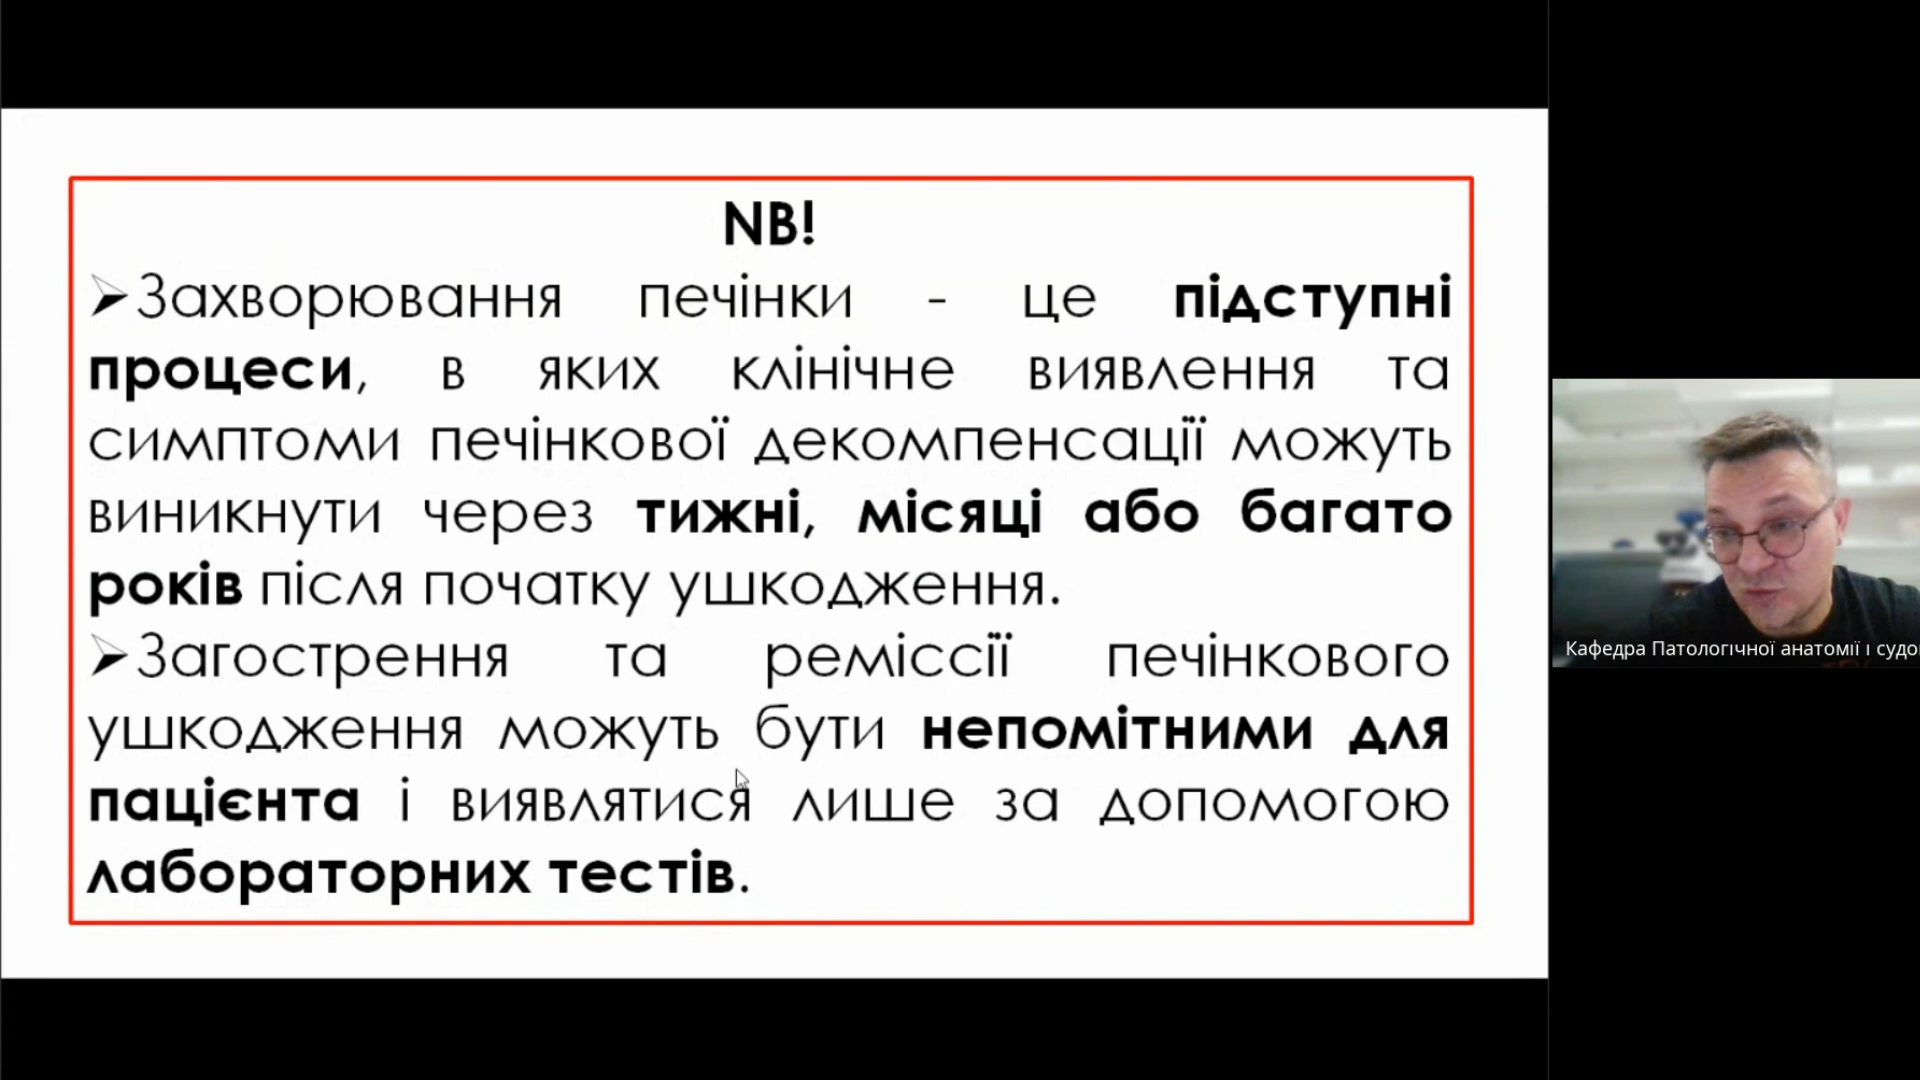 NB!
➢Захворювання печінки - це підступні
процеси, в яких клінічне виявлення та
симптоми печінкової декомпенсації можуть
виникнути через тижні, місяці або багато
років після початку ушкодження.
➢Загострення та реміссії печінкового
ушкодження можуть бути непомітними для
пацієнта і виявлятися лише за допомогою
лабораторних тестів.
Кафедра Патологічної анатомії і судо